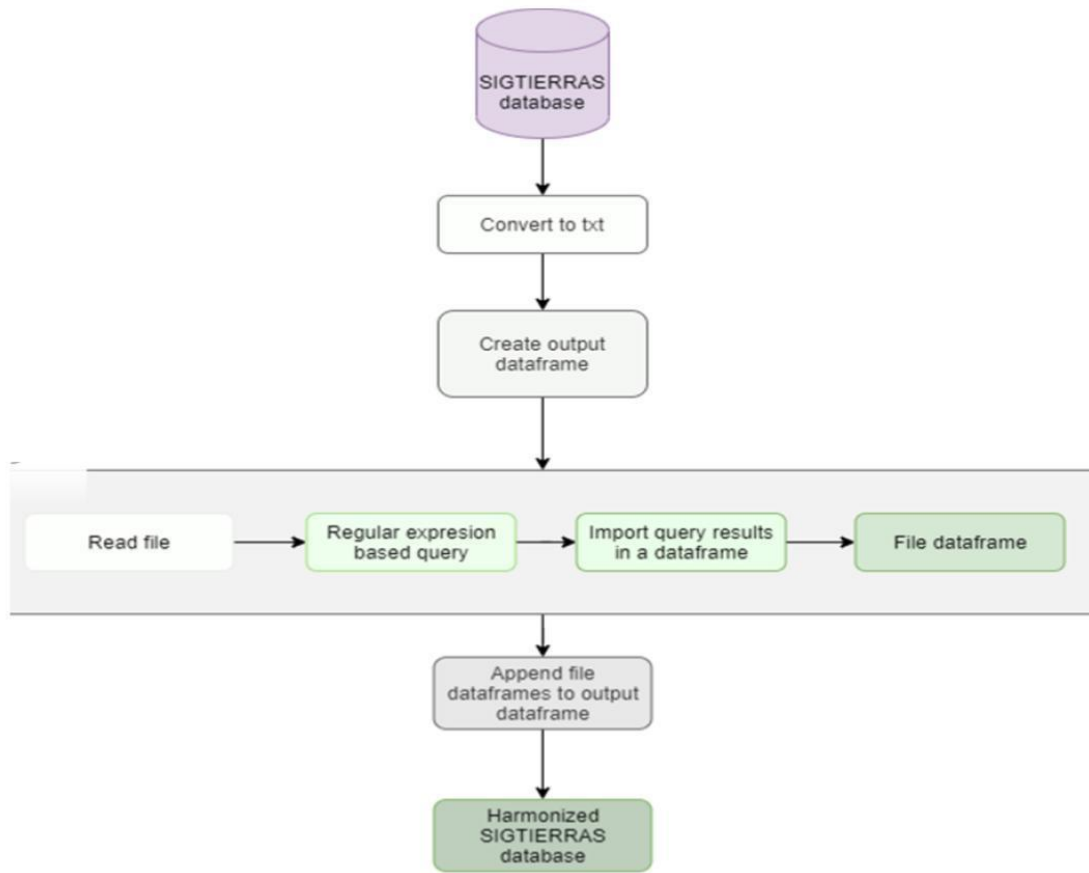 SIGTIERRAS
database
Convert to txt
Create output
dataframe
Read file
Regular expresion
based query
Import query results
in a dataframe
File dataframe
Append file
dataframes to output
dataframe
Harmonized
SIGTIERRAS
database